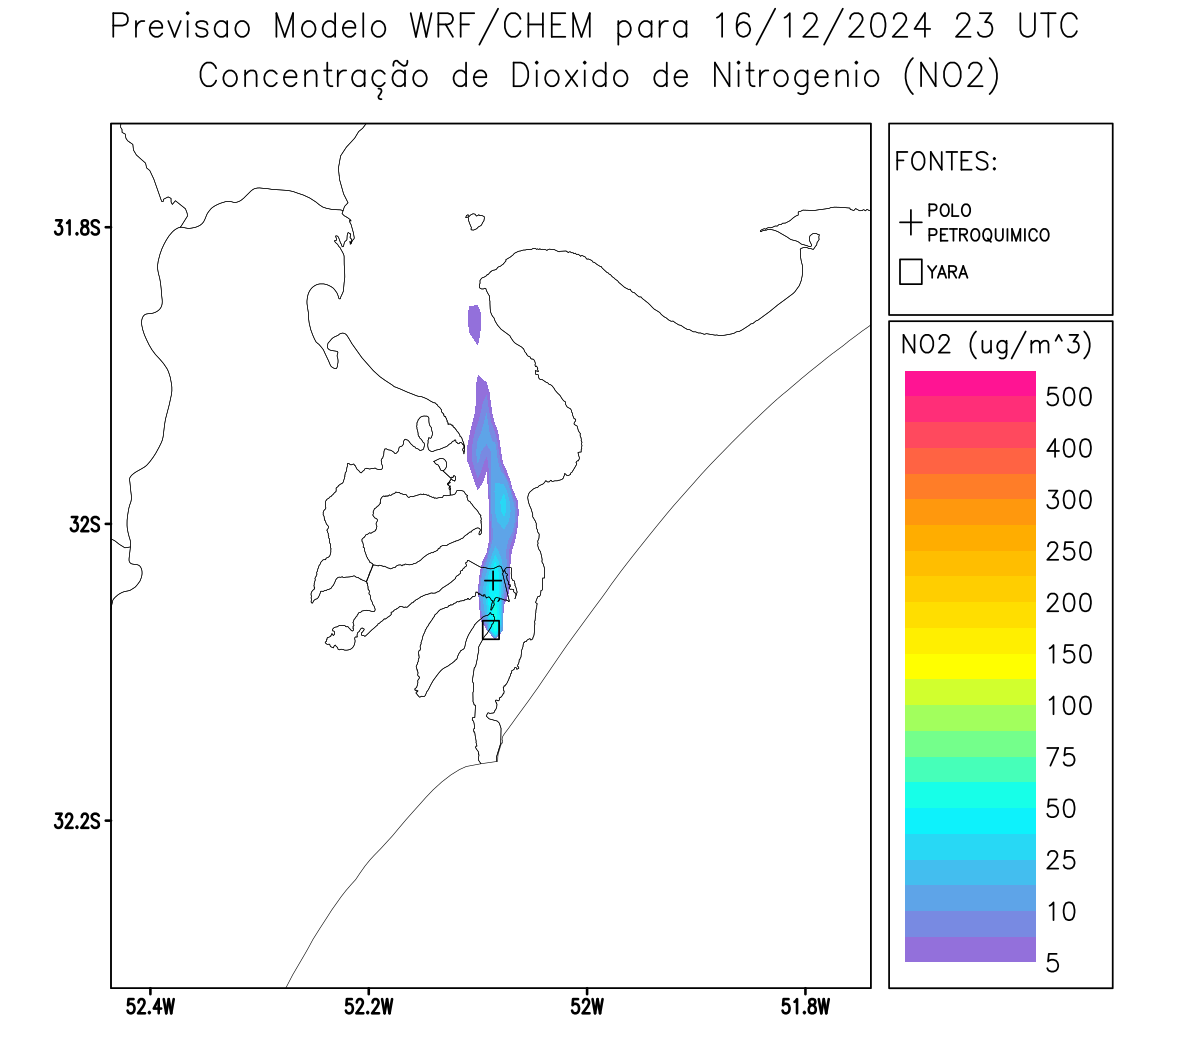 Previsao Modelo WRF/CHEM para 16/12/2024 23 UTC
Concentração de Dioxido de Nitrogenio (NO2)
FONTES:
POLO
PETROQUIMICO
YARA
NO2 (ug/m^3)
500
400
300
250
200
150
100
75
50
25
10
5
31.8S
32S
32.2S
52.4W
52.2W
52W
51.8W